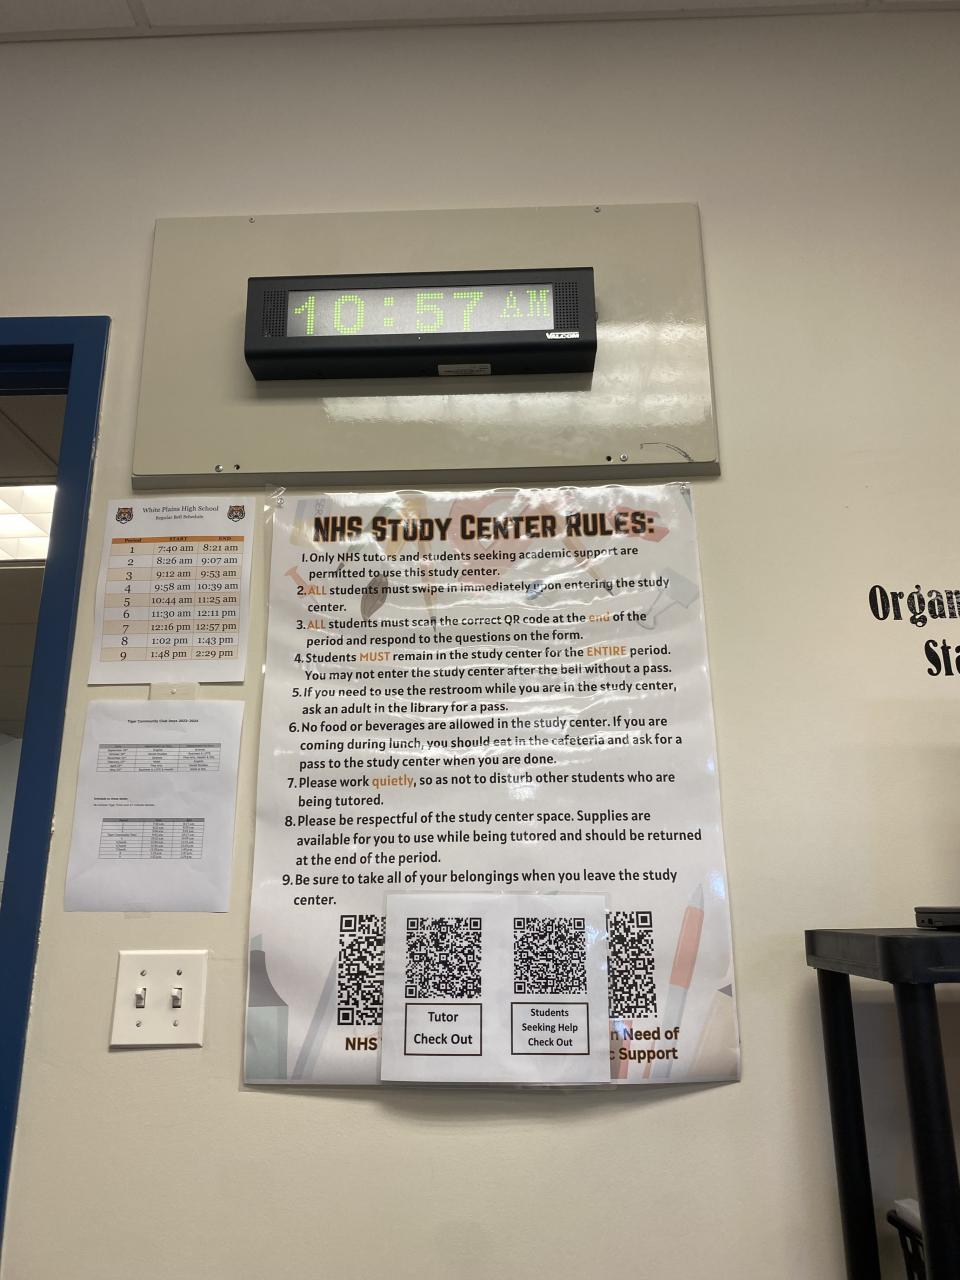 10:57 AM
VALCOM
White Plains High School
Regular Bell Schedule
Period START END
1 7:40 am 8:21 am
2 8:26 am 9:07 am
3 9:12 am 9:53 am
4 9:58 am 10:39 am
5 10:44 am 11:25 am
6 11:30 am 12:11 pm
7 12:16 pm 12:57 pm
8 1:02 pm 1:43 pm
9 1:48 pm 2:29 pm
Tiger Community Club Days 2023-2024
NHS STUDY CENTER RULES:
1. Only NHS tutors and students seeking academic support are
permitted to use this study center.
2. ALL students must swipe in immediately upon entering the study
center.
3. ALL students must scan the correct QR code at the end of the
period and respond to the questions on the form.
4. Students MUST remain in the study center for the ENTIRE period.
You may not enter the study center after the bell without a pass.
5. If you need to use the restroom while you are in the study center,
ask an adult in the library for a pass.
6. No food or beverages are allowed in the study center. If you are
coming during lunch, you should eat in the cafeteria and ask for a
pass to the study center when you are done.
7. Please work quietly, so as not to disturb other students who are
being tutored.
8. Please be respectful of the study center space. Supplies are
available for you to use while being tutored and should be returned
at the end of the period.
9. Be sure to take all of your belongings when you leave the study
center.
NHS
Tutor
Check Out
Students
Seeking Help
Check Out
n Need of
c Support
Organ
Sta